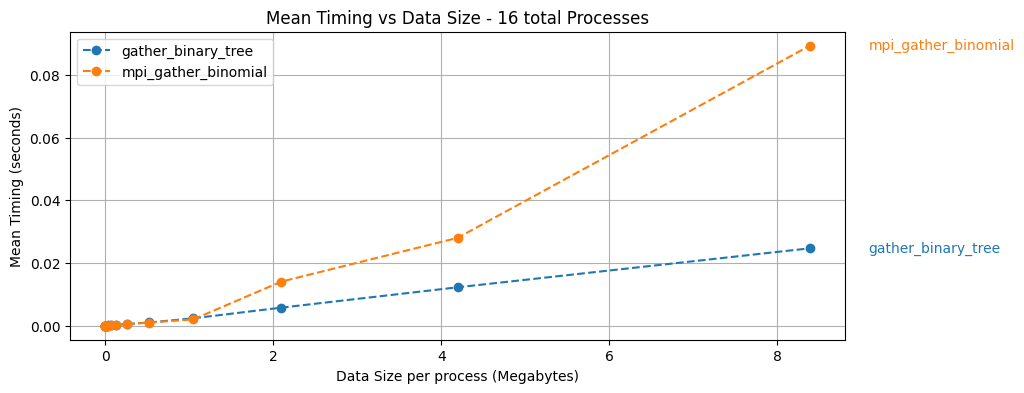 Mean Timing vs Data Size - 16 total Processes
gather_binary_tree
mpi_gather_binomial
mpi_gather_binomial
gather_binary_tree
Mean Timing (seconds)
0.08
0.06
0.04
0.02
0.00
0 2 4 6 8
Data Size per process (Megabytes)